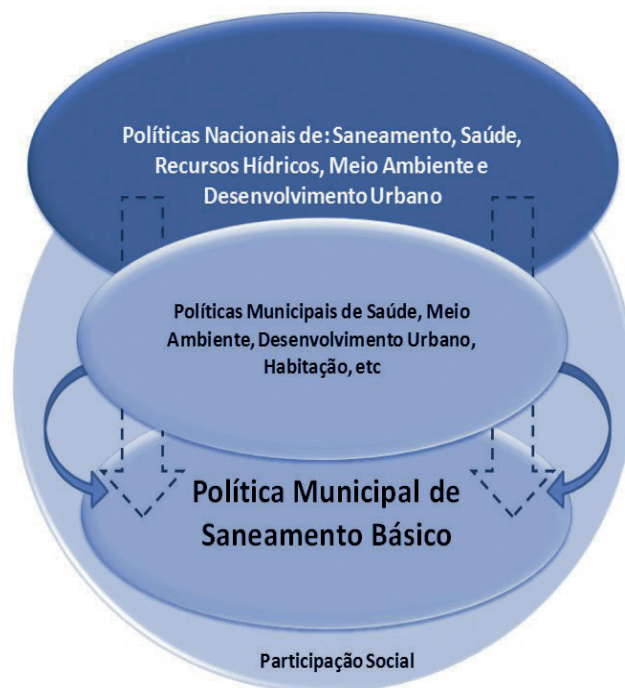 Políticas Nacionais de: Saneamento, Saúde,
Recursos Hídricos, Meio Ambiente e
Desenvolvimento Urbano
Políticas Municipais de Saúde, Meio
Ambiente, Desenvolvimento Urbano,
Habitação, etc
Política Municipal de
Saneamento Básico
Participação Social